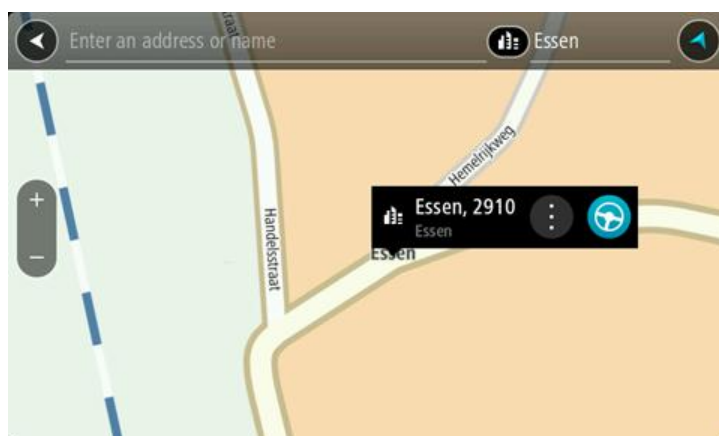 Enter an address or name
Essen
Hemelrijkweg
Essen, 2910
Essen
Essen
Handelsstraat